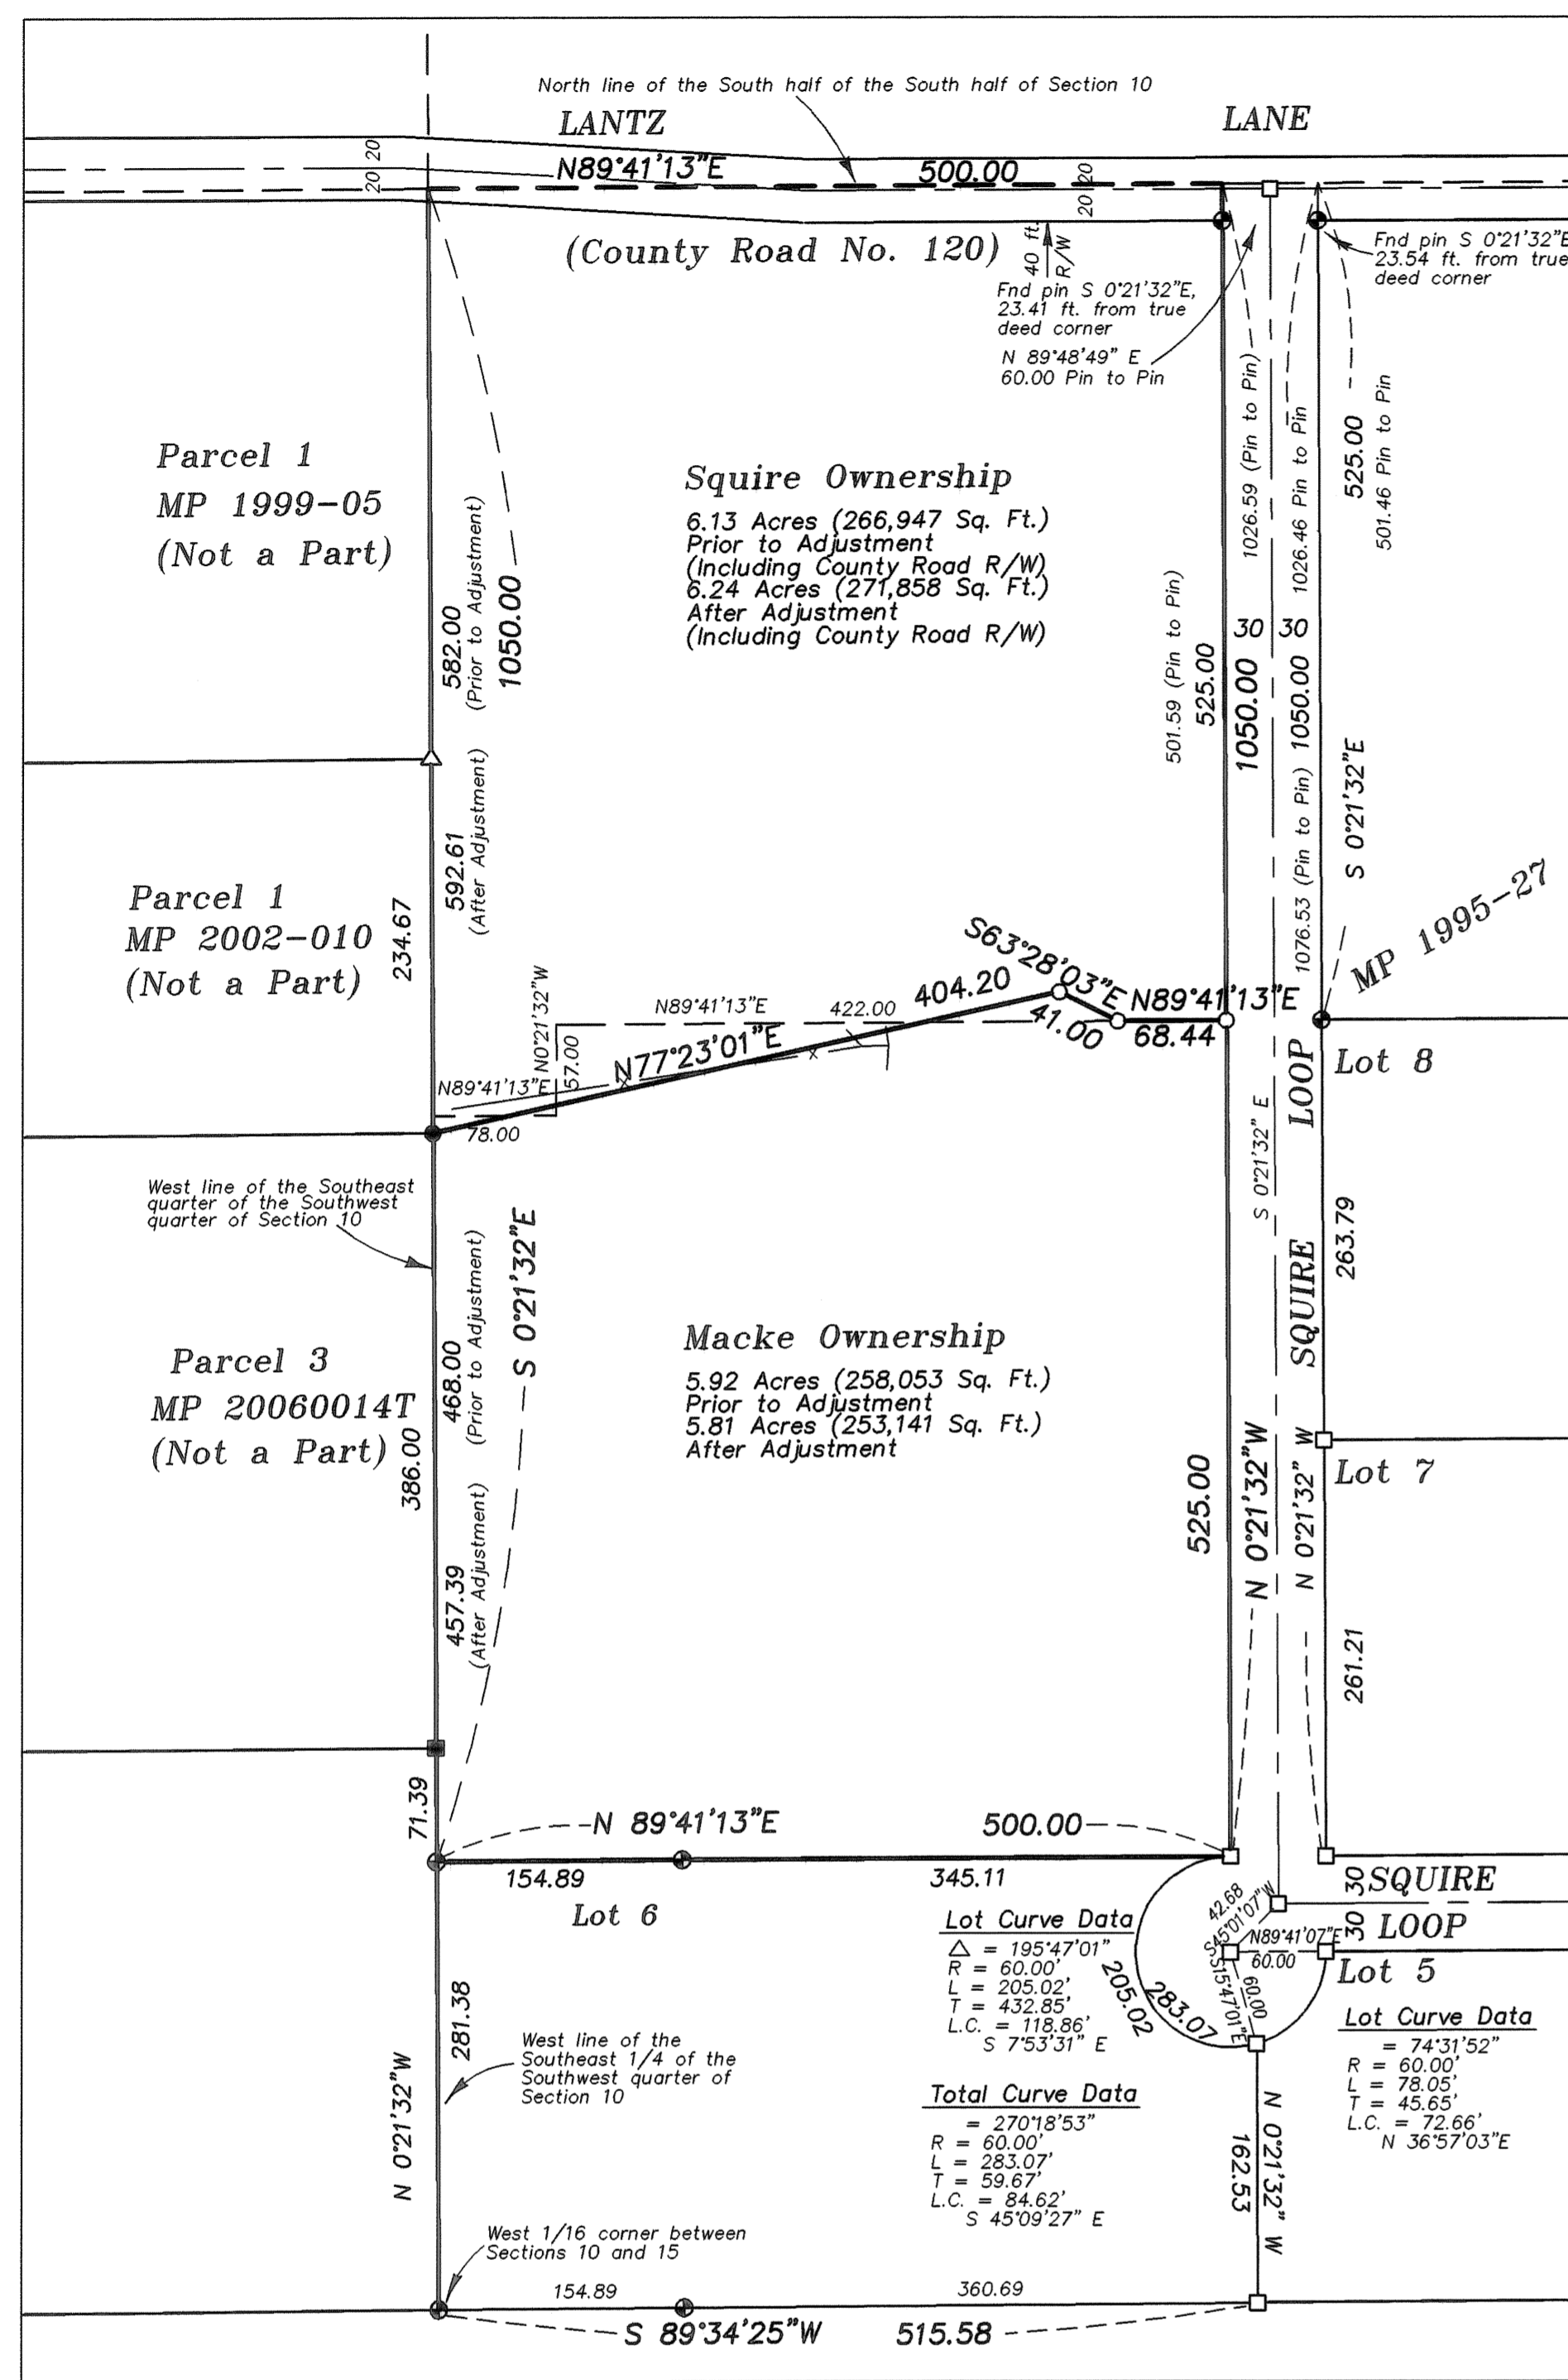 North line of the South half of the South half of Section 10
LANTZ
LANE
N89°41'13"E
500.00
20
20
20
20
(County Road No. 120)
40 ft.
R/W
Fnd pin S 0°21'32"E,
23.41 ft. from true
deed corner
N 89°48'49" E
60.00 Pin to Pin
Fnd pin S 0°21'32"E
23.54 ft. from true
deed corner
Parcel 1
MP 1999-05
(Not a Part)
582.00
(Prior to Adjustment)
1050.00
Squire Ownership
6.13 Acres (266,947 Sq. Ft.)
Prior to Adjustment
(Including County Road R/W)
6.24 Acres (271,858 Sq. Ft.)
After Adjustment
(Including County Road R/W)
501.59 (Pin to Pin)
525.00
1026.59 (Pin to Pin)
1050.00
30
30
1026.46 Pin to Pin
1076.53 (Pin to Pin) 1050.00
525.00
501.46 Pin to Pin
S 0°21'32"E
Parcel 1
MP 2002-010
(Not a Part)
234.67
592.61
(After Adjustment)
MP 1995-27
S63°28'03"E
41.00
N89°41'13"E
68.44
404.20
N77°23'01"E
N89°41'13"E
422.00
N0°21'32"W
57.00
N89°41'13"E
78.00
Lot 8
West line of the Southeast
quarter of the Southwest
quarter of Section 10
S 0°21'32"E
S 0°21'32" E
SQUIRE LOOP
263.79
Parcel 3
MP 20060014T
(Not a Part)
386.00
468.00
(Prior to Adjustment)
457.39
(After Adjustment)
Macke Ownership
5.92 Acres (258,053 Sq. Ft.)
Prior to Adjustment
5.81 Acres (253,141 Sq. Ft.)
After Adjustment
525.00
N 0°21'32"W
N 0°21'32" W
Lot 7
261.21
71.39
N 89°41'13"E
500.00
154.89
345.11
Lot 6
30
30
SQUIRE
LOOP
42.68
S45°01'07"W
N89°41'07"E
60.00
S15°47'01"E
60.00
205.02
283.07
Lot 5
Lot Curve Data
△ = 195°47'01"
R = 60.00'
L = 205.02'
T = 432.85'
L.C. = 118.86'
S 7°53'31" E
Lot Curve Data
= 74°31'52"
R = 60.00'
L = 78.05'
T = 45.65'
L.C. = 72.66'
N 36°57'03"E
Total Curve Data
= 270°18'53"
R = 60.00'
L = 283.07'
T = 59.67'
L.C. = 84.62'
S 45°09'27" E
281.38
N 0°21'32"W
West line of the
Southeast 1/4 of the
Southwest quarter of
Section 10
N 0°21'32" W
162.53
West 1/16 corner between
Sections 10 and 15
154.89
360.69
S 89°34'25"W
515.58